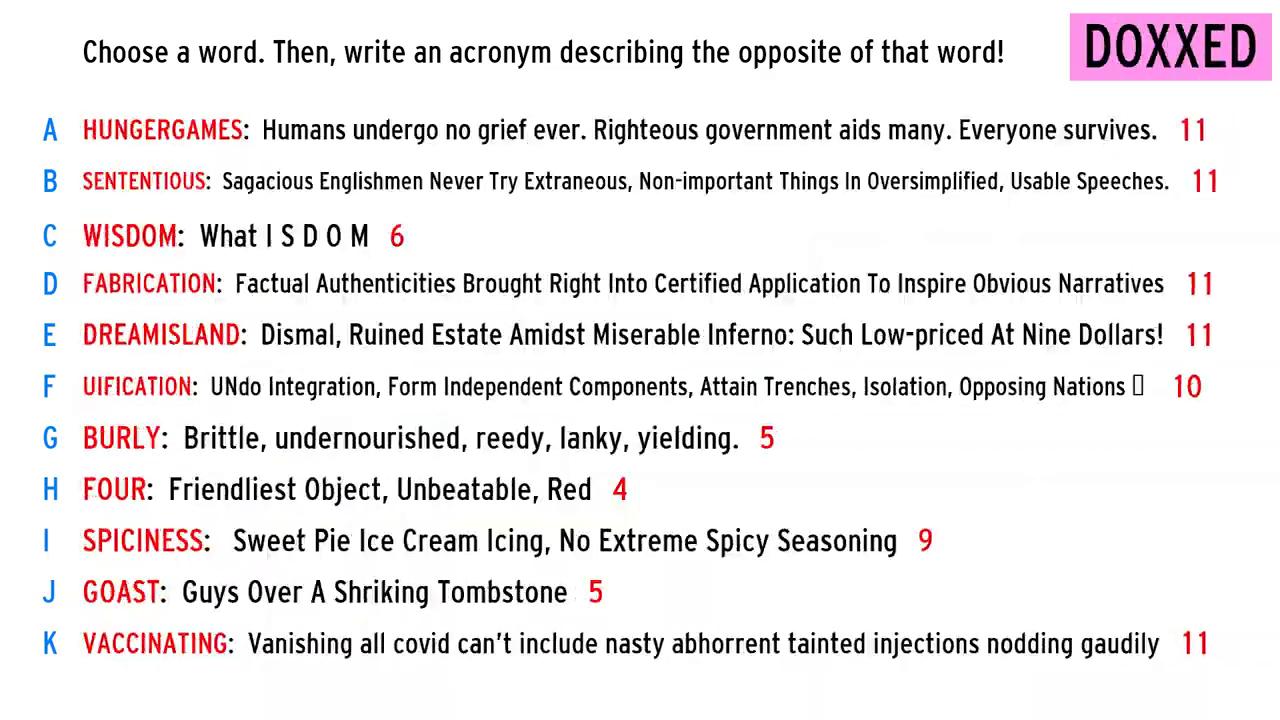 Choose a word. Then, write an acronym describing the opposite of that word!
DOXXED
A HUNGERGAMES: Humans undergo no grief ever. Righteous government aids many. Everyone survives. 11
B SENTENTIOUS: Sagacious Englishmen Never Try Extraneous, Non-important Things In Oversimplified, Usable Speeches. 11
C WISDOM: What I S D O M 6
D FABRICATION: Factual Authenticities Brought Right Into Certified Application To Inspire Obvious Narratives 11
E DREAMISLAND: Dismal, Ruined Estate Amidst Miserable Inferno: Such Low-priced At Nine Dollars! 11
F UIFICATION: UNdo Integration, Form Independent Components, Attain Trenches, Isolation, Opposing Nations 10
G BURLY: Brittle, undernourished, reedy, lanky, yielding. 5
H FOUR: Friendliest Object, Unbeatable, Red 4
I SPICINESS: Sweet Pie Ice Cream Icing, No Extreme Spicy Seasoning 9
J GOAST: Guys Over A Shriking Tombstone 5
K VACCINATING: Vanishing all covid can't include nasty abhorrent tainted injections nodding gaudily 11